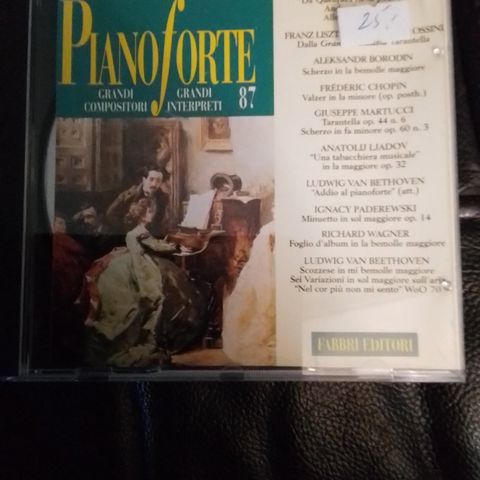 PIANOFORTE
GRANDI GRANDI
COMPOSITORI INTERPRETI 87
25,-
FRANZ LISZT
Dalla
Tarantella
ALEKSANDR BORODIN
Scherzo in la bemolle maggiore
FRÉDÉRIC CHOPIN
Valzer in la minore (op. posth.)
GIUSEPPE MARTUCCI
Tarantella op. 44 n. 6
Scherzo in fa minore op. 60 n. 3
ANATOLIJ LJADOV
"Una tabacchiera musicale"
in la maggiore op. 32
LUDWIG VAN BETHOVEN
"Addio al pianoforte" (att.)
IGNACY PADEREWSKI
Minuetto in sol maggiore op. 14
RICHARD WAGNER
Foglio d'album in la bemolle maggiore
LUDWIG VAN BEETHOVEN
Scozzese in mi bemolle maggiore
Sei Variazioni in sol maggiore sull'aria
"Nel cor più non mi sento" WoO 70
FABBRI EDITORI